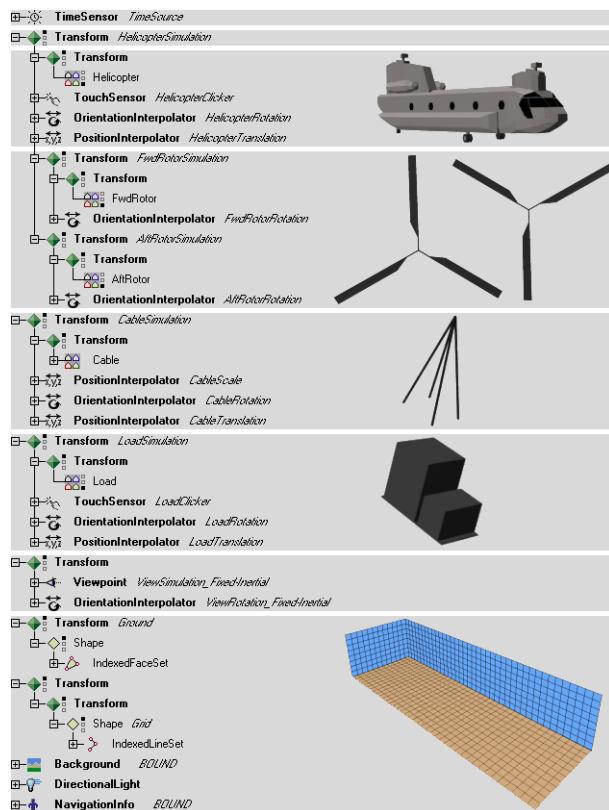 TimeSensor TimeSource
Transform HelicopterSimulation
Transform
Helicopter
TouchSensor HelicopterClicker
OrientationInterpolator HelicopterRotation
x,y,z PositionInterpolator HelicopterTranslation
Transform FwdRotorSimulation
Transform
FwdRotor
OrientationInterpolator FwdRotorRotation
Transform AftRotorSimulation
Transform
AftRotor
OrientationInterpolator AftRotorRotation
Transform CableSimulation
Transform
Cable
x,y,z PositionInterpolator CableScale
OrientationInterpolator CableRotation
x,y,z PositionInterpolator CableTranslation
Transform LoadSimulation
Transform
Load
TouchSensor LoadClicker
OrientationInterpolator LoadRotation
x,y,z PositionInterpolator LoadTranslation
Transform
Viewpoint ViewSimulation_Fixed-Inertial
OrientationInterpolator ViewRotation_Fixed-Inertial
Transform Ground
Shape
IndexedFaceSet
Transform
Transform
Shape Grid
IndexedLineSet
Background BOUND
DirectionalLight
NavigationInfo BOUND